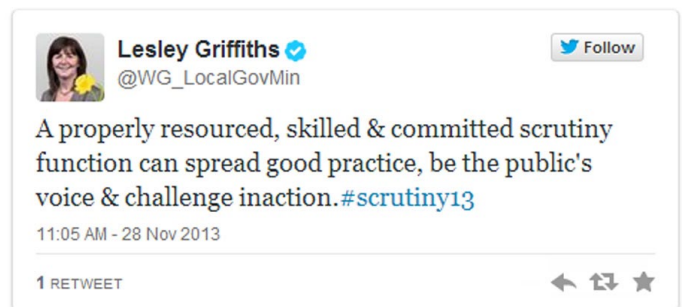 Lesley Griffiths
Follow
@WG_LocalGovMin
A properly resourced, skilled & committed scrutiny
function can spread good practice, be the public's
voice & challenge inaction.#scrutiny13
11:05 AM - 28 Nov 2013
1 RETWEET